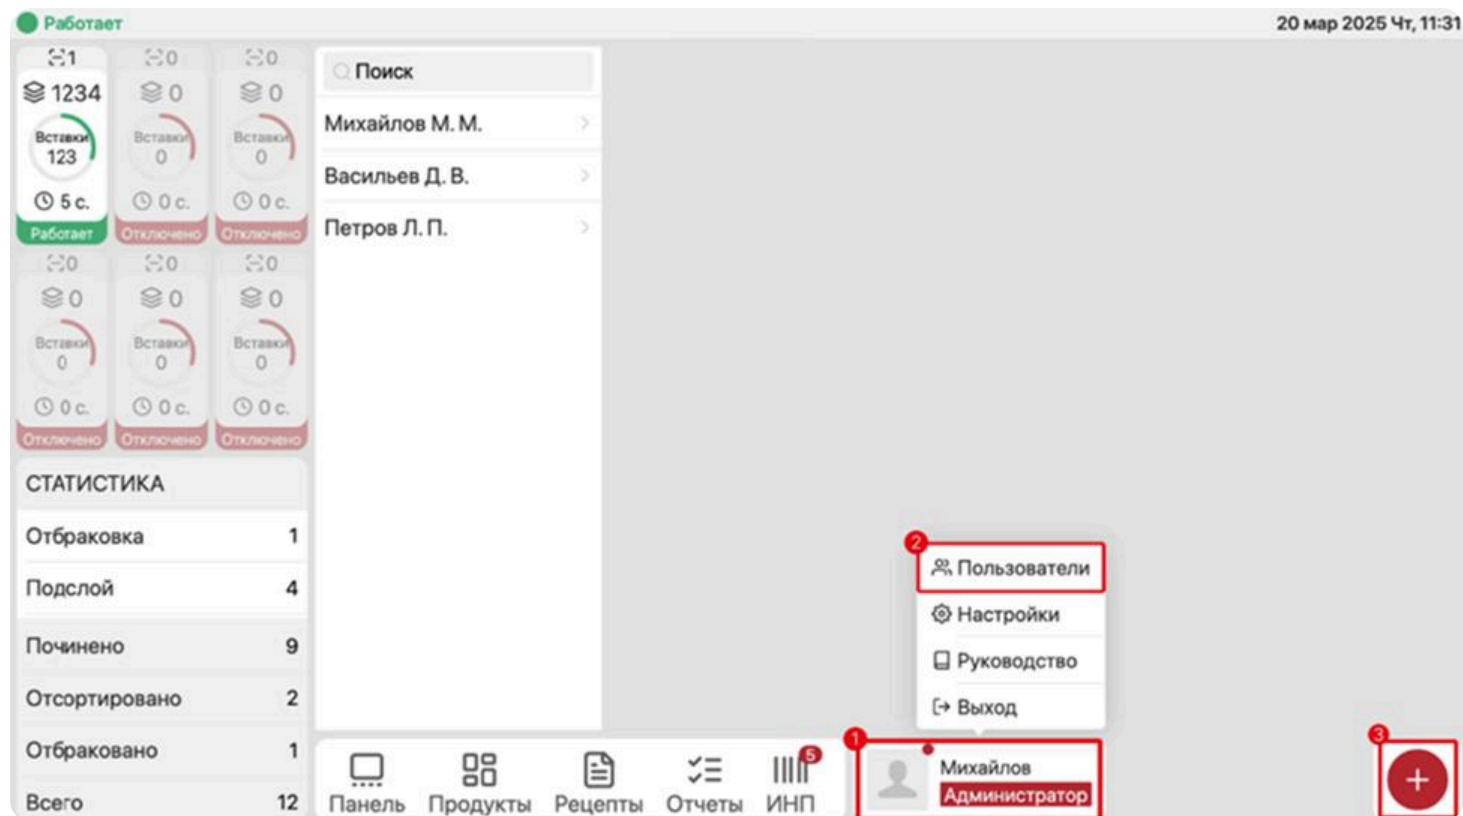 Работает
20 мар 2025 Чт, 11:31
1
1234
Вставки
123
5 с.
Работает
0
0
Вставки
0
0 с.
Отключено
0
0
Вставки
0
0 с.
Отключено
0
0
Вставки
0
0 с.
Отключено
0
0
Вставки
0
0 с.
Отключено
0
0
Вставки
0
0 с.
Отключено
СТАТИСТИКА
Отбраковка 1
Подслой 4
Починено 9
Отсортировано 2
Отбраковано 1
Всего 12
Поиск
Михайлов М. М.
Васильев Д. В.
Петров Л. П.
2
Пользователи
Настройки
Руководство
Выход
Панель
Продукты
Рецепты
Отчеты
5
ИНП
1
Михайлов
Администратор
3
+